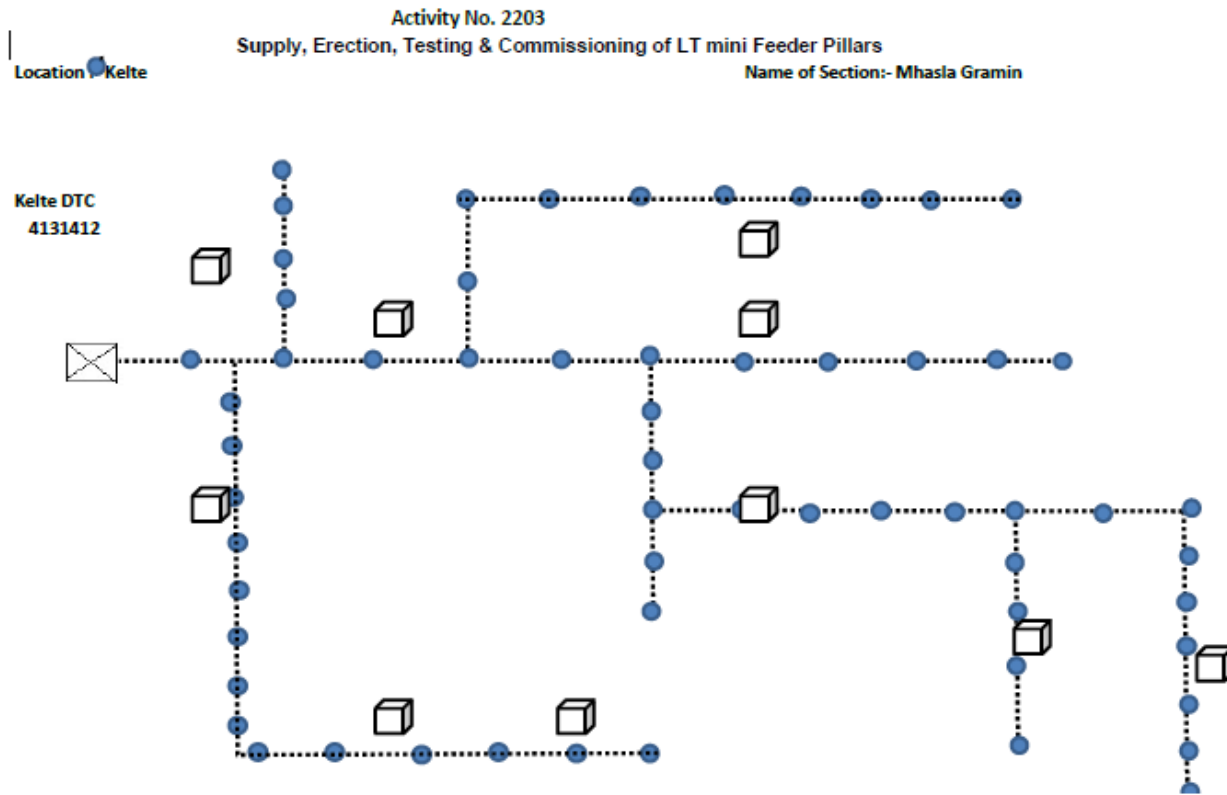 Activity No. 2203
Supply, Erection, Testing & Commissioning of LT mini Feeder Pillars
Location : Kelte
Name of Section:- Mhasla Gramin
Kelte DTC
4131412